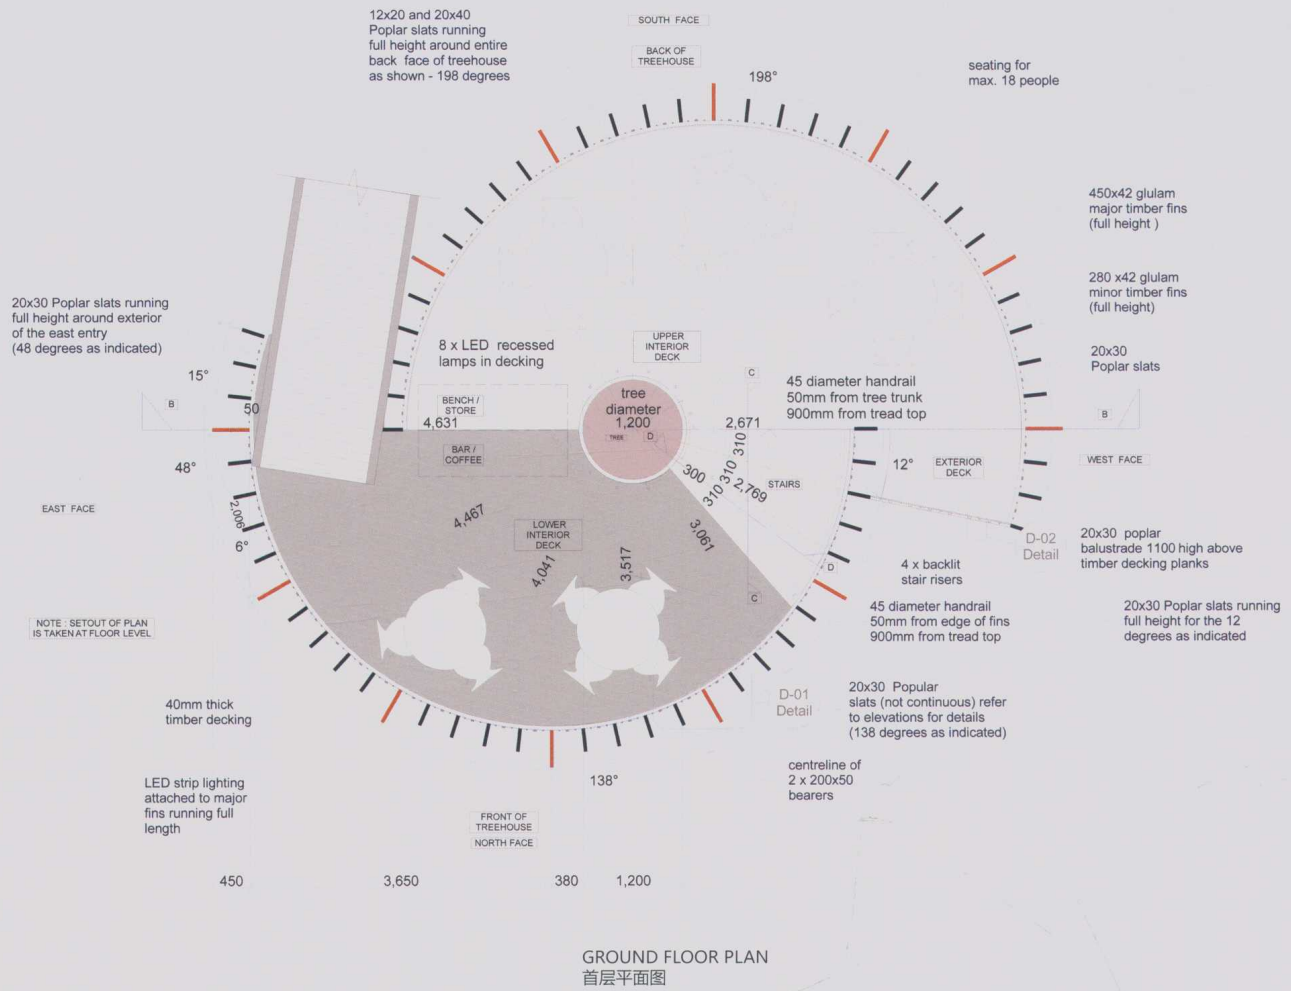 12x20 and 20x40
Poplar slats running
full height around entire
back face of treehouse
as shown - 198 degrees
SOUTH FACE
BACK OF
TREEHOUSE
198°
seating for
max. 18 people
450x42 glulam
major timber fins
(full height )
280 x42 glulam
minor timber fins
(full height)
20x30
Poplar slats
20x30 Poplar slats running
full height around exterior
of the east entry
(48 degrees as indicated)
15°
B
50
48°
2,006
6°
EAST FACE
8 x LED recessed
lamps in decking
UPPER
INTERIOR
DECK
BENCH /
STORE
4,631
BAR /
COFFEE
tree
diameter
1,200
TREE
D
C
45 diameter handrail
50mm from tree trunk
900mm from tread top
2,671
310
310
310
300
2,769
STAIRS
3,061
12°
EXTERIOR
DECK
B
WEST FACE
4,467
LOWER
INTERIOR
DECK
4,041
3,517
D
C
D-02
Detail
20x30 poplar
balustrade 1100 high above
timber decking planks
4 x backlit
stair risers
45 diameter handrail
50mm from edge of fins
900mm from tread top
20x30 Poplar slats running
full height for the 12
degrees as indicated
NOTE : SETOUT OF PLAN
IS TAKEN AT FLOOR LEVEL
40mm thick
timber decking
D-01
Detail
20x30 Popular
slats (not continuous) refer
to elevations for details
(138 degrees as indicated)
LED strip lighting
attached to major
fins running full
length
138°
centreline of
2 x 200x50
bearers
FRONT OF
TREEHOUSE
NORTH FACE
450
3,650
380
1,200
GROUND FLOOR PLAN
首层平面图